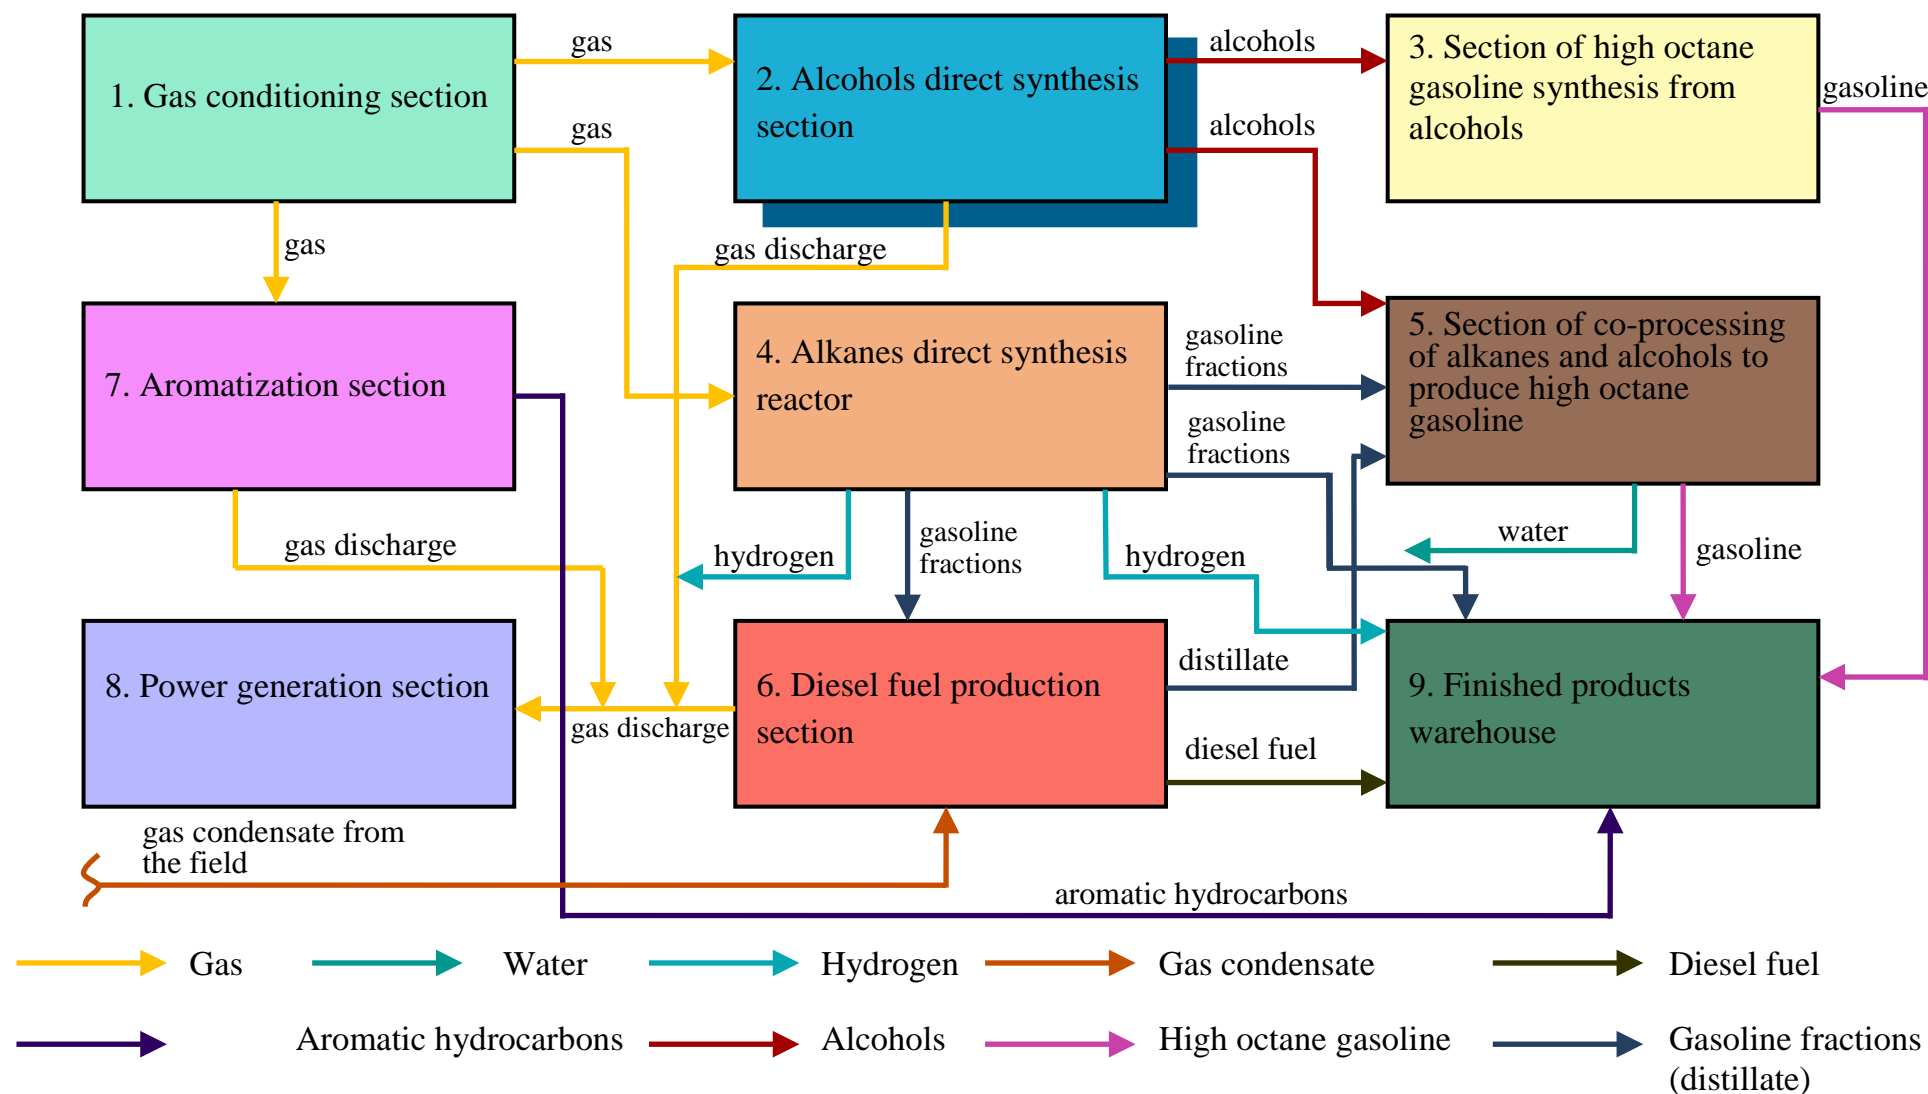 gas
alcohols
1. Gas conditioning section
2. Alcohols direct synthesis
section
3. Section of high octane
gasoline synthesis from
alcohols
gasoline
gas
alcohols
gas
gas discharge
7. Aromatization section
4. Alkanes direct synthesis
reactor
gasoline
fractions
5. Section of co-processing
of alkanes and alcohols to
produce high octane
gasoline
gasoline
fractions
gas discharge
hydrogen
gasoline
fractions
hydrogen
water
gasoline
8. Power generation section
gas discharge
6. Diesel fuel production
section
distillate
diesel fuel
9. Finished products
warehouse
gas condensate from
the field
aromatic hydrocarbons
Gas
Water
Hydrogen
Gas condensate
Diesel fuel
Aromatic hydrocarbons
Alcohols
High octane gasoline
Gasoline fractions
(distillate)